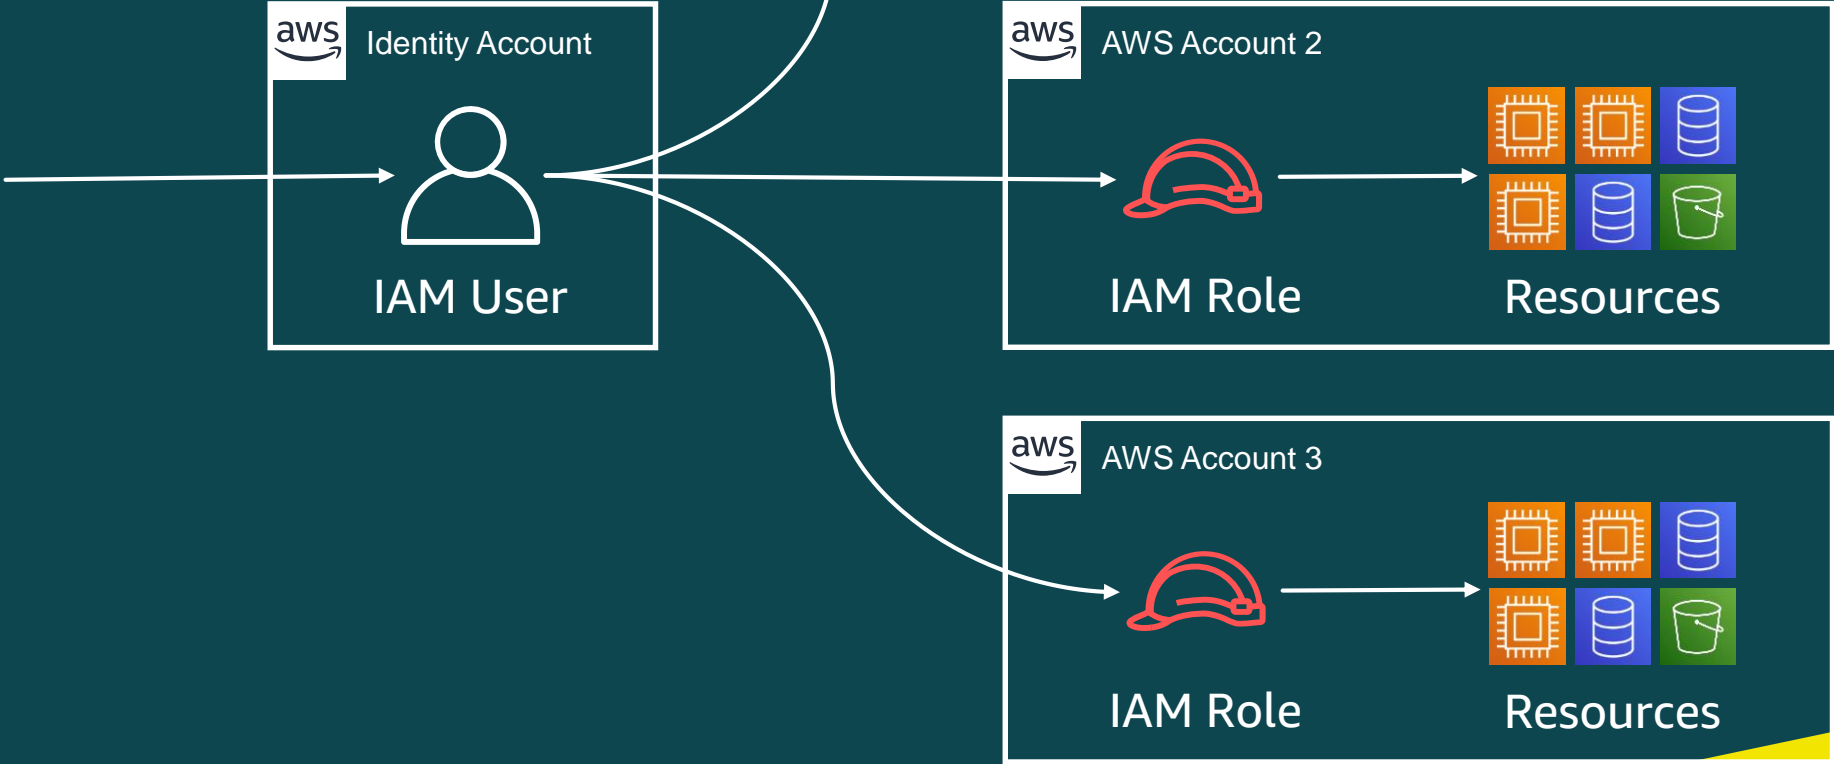 aws
Identity Account
IAM User
aws
AWS Account 2
IAM Role
Resources
aws
AWS Account 3
IAM Role
Resources